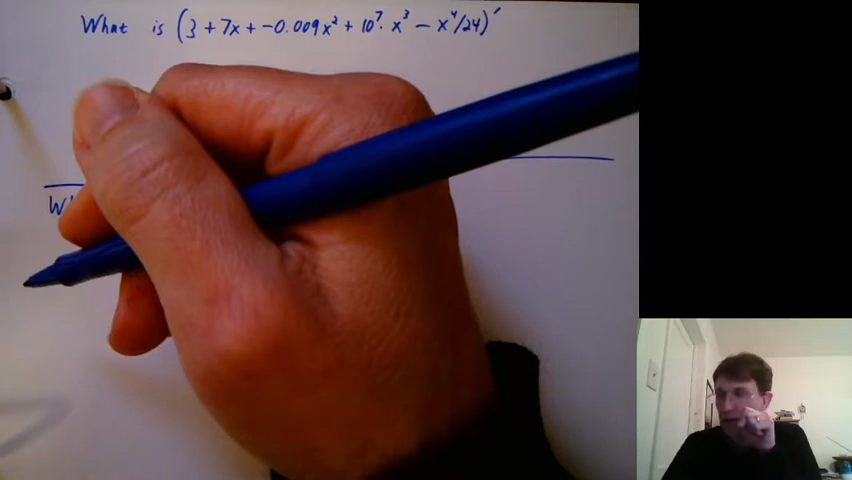 What is (3 + 7x + -0.009x² + 10⁷·x³ - x⁴/24)′